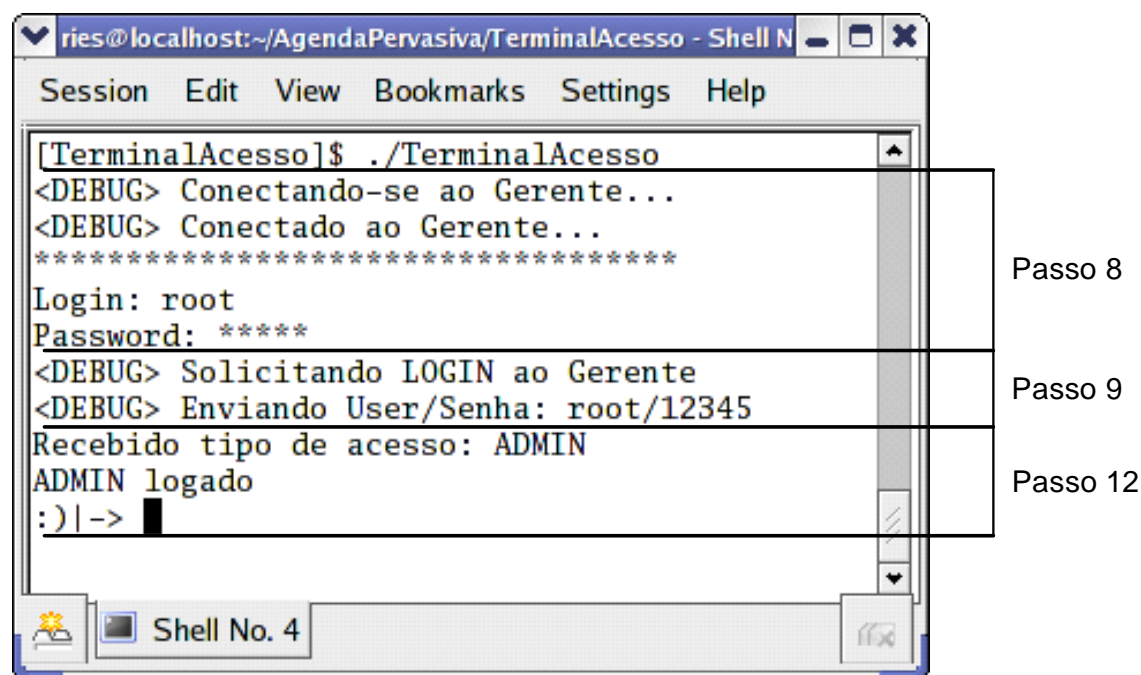 ries@localhost:~/AgendaPervasiva/TerminalAcesso - Shell N
Session Edit View Bookmarks Settings Help
[TerminalAcesso]$ ./TerminalAcesso
<DEBUG> Conectando-se ao Gerente...
<DEBUG> Conectado ao Gerente...
***********************************
Login: root
Password: *****
Passo 8
<DEBUG> Solicitando LOGIN ao Gerente
<DEBUG> Enviando User/Senha: root/12345
Passo 9
Recebido tipo de acesso: ADMIN
ADMIN logado
:)|->
Passo 12
Shell No. 4